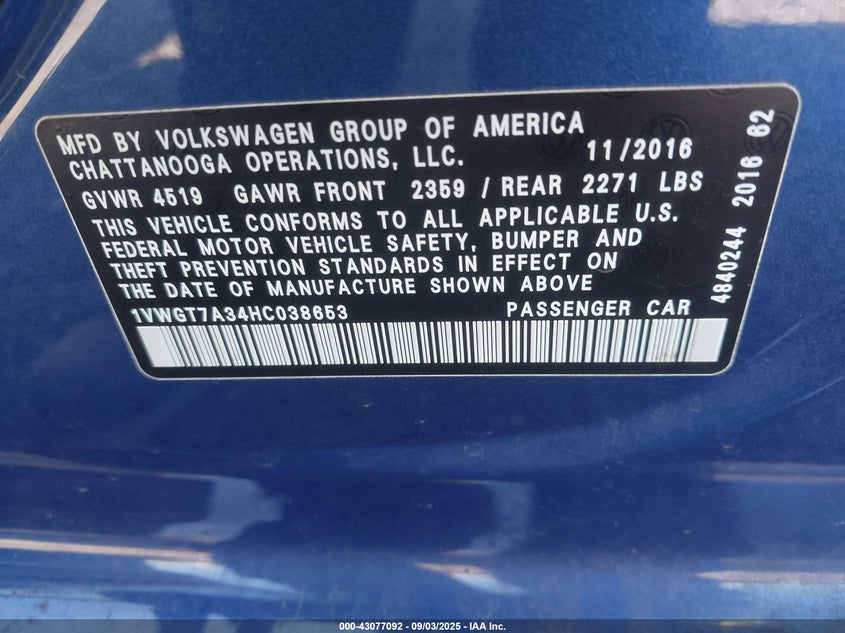 MFD BY VOLKSWAGEN GROUP OF AMERICA
CHATTANOOGA OPERATIONS, LLC. 11/2016
GVWR 4519 GAWR FRONT 2359 / REAR 2271 LBS
THIS VEHICLE CONFORMS TO ALL APPLICABLE U.S.
FEDERAL MOTOR VEHICLE SAFETY, BUMPER AND
THEFT PREVENTION STANDARDS IN EFFECT ON
THE DATE OF MANUFACTURE SHOWN ABOVE
1VWGT7A34HC038653 PASSENGER CAR
4840244 2016 62
000-43077092 - 09/03/2025 - IAA Inc.